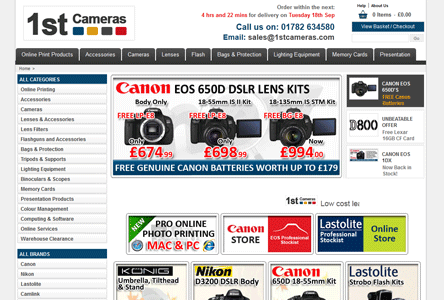 1st Cameras
Order within the next:
4 hrs and 22 mins for delivery on Tuesday 18th Sep
Call us on: 01782 634580
Email: sales@1stcameras.com
Help About Us
0 Items - £0.00
View Basket / Checkout
Go
Online Print Products Accessories Cameras Lenses Flash Bags & Protection Lighting Equipment Memory Cards Presentation
Home >
ALL CATEGORIES
Online Printing
Accessories
Cameras
Lenses & Accessories
Lens Filters
Flashguns and Accessories
Bags & Protection
Tripods & Supports
Lighting Equipment
Binoculars & Scopes
Memory Cards
Presentation Products
Colour Management
Computing & Software
Online Services
Warehouse Clearance
ALL BRANDS
Canon
Nikon
Lastolite
Camlink
Canon EOS 650D DSLR LENS KITS
Body Only 18-55mm IS II Kit 18-135mm IS STM Kit
FREE LP-E8 FREE LP-E8 FREE BG-E8
Only Only Now
£674.99 £698.99 £994.00
FREE GENUINE CANON BATTERIES WORTH UP TO £179
CANON EOS 650D'S
FREE Canon Batteries
D800
UNBEATABLE OFFER
Free Lexar 16GB CF Card
CANON EOS 1DX
Now Back in Stock!
1st Cameras Low cost le
NEW
PRO ONLINE PHOTO PRINTING
MAC & PC
Canon STORE
EOS Professional Stockist
Lastolite Professional Stockist
Online Store
KONIG
Umbrella, Tilthead & Stand
Nikon
D3200 DSLR Body
Canon
650D 18-55mm Kit
Lastolite
Strobo Flash Kits